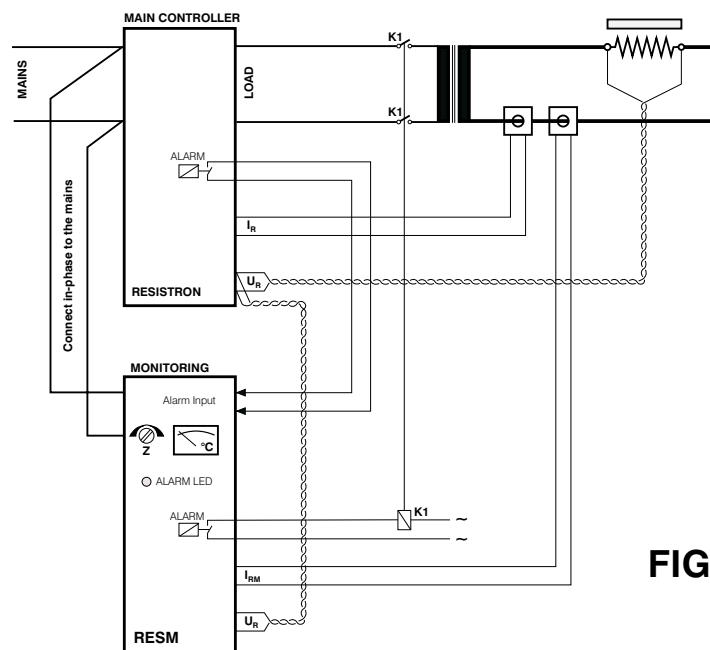 MAIN CONTROLLER
MAINS
LOAD
K1
K1
ALARM
I_R
U_R
RESISTRON
Connect in-phase to the mains
MONITORING
Alarm Input
Z
°C
ALARM LED
ALARM
K1
~
~
I_RM
U_R
RESM
FIG